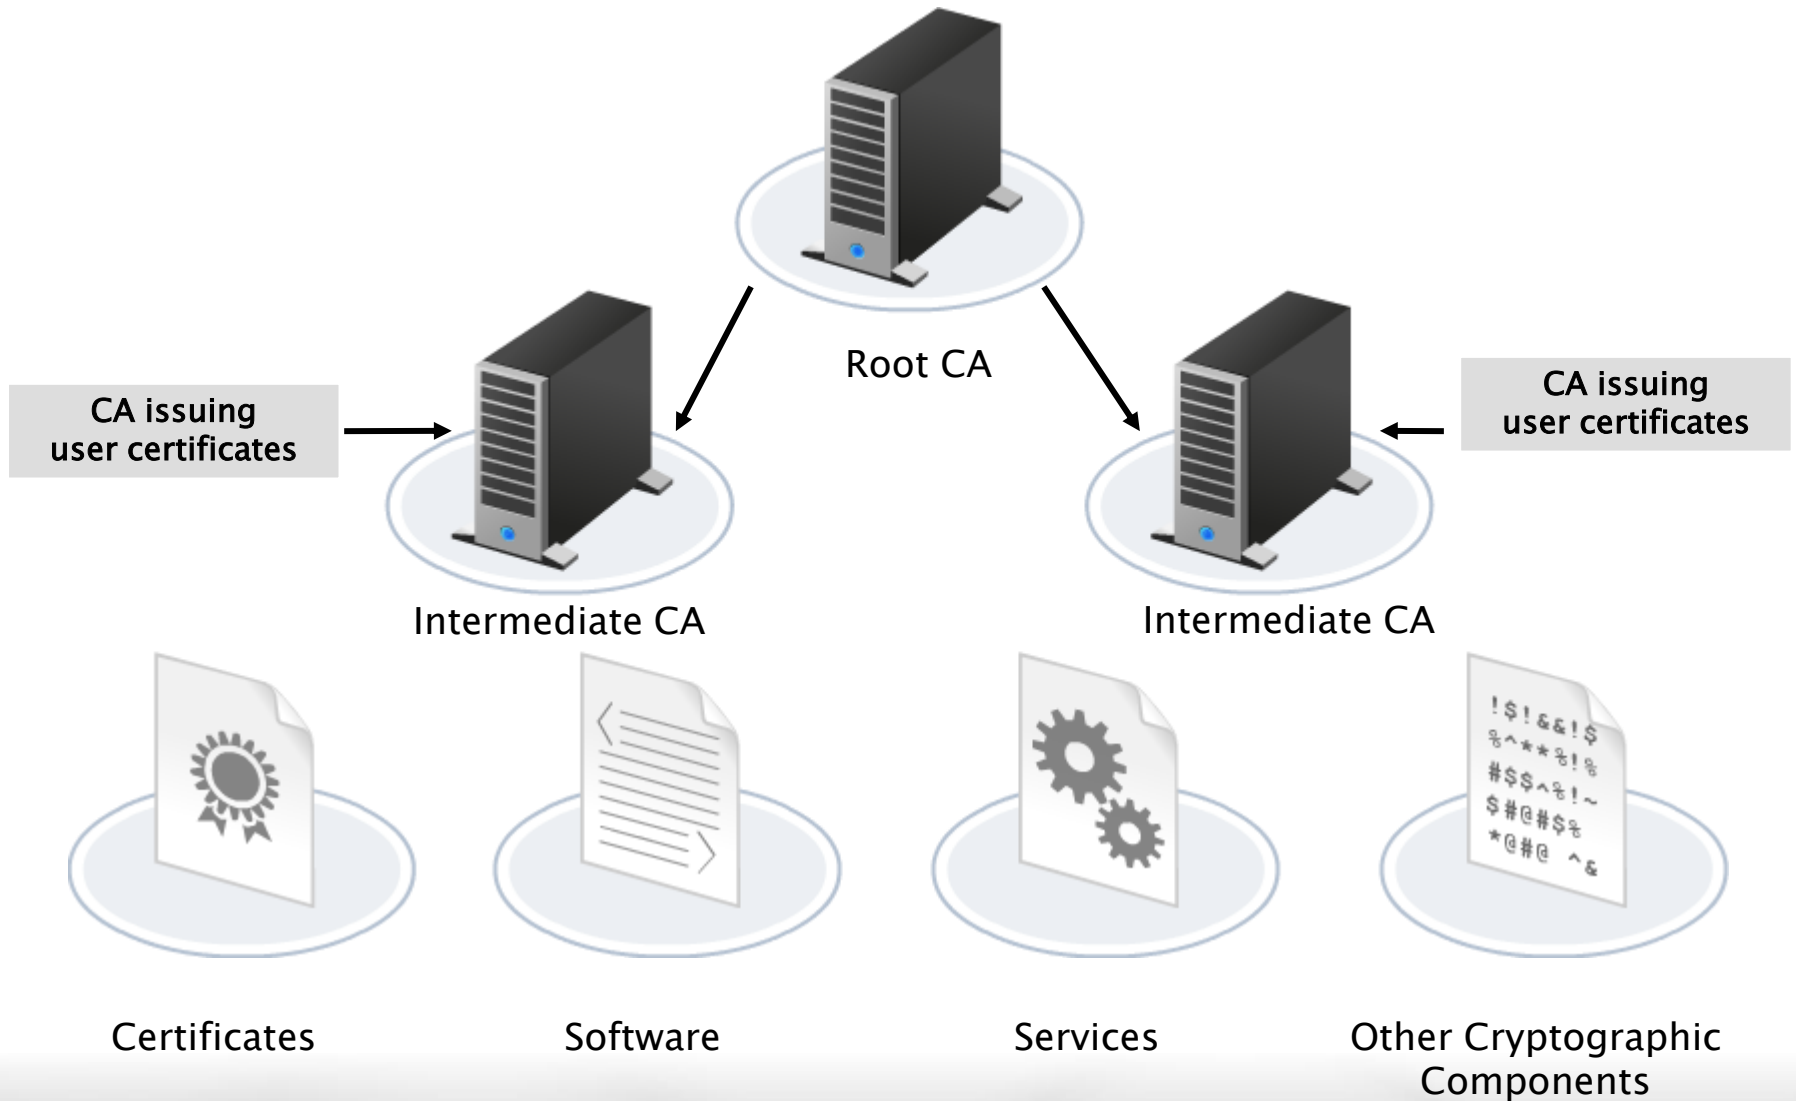 Root CA
CA issuing
user certificates
CA issuing
user certificates
Intermediate CA
Intermediate CA
!$!&&!$
%^**%!%
#$$^%!~
$#@#$%
*@#@ ^&
Certificates
Software
Services
Other Cryptographic
Components